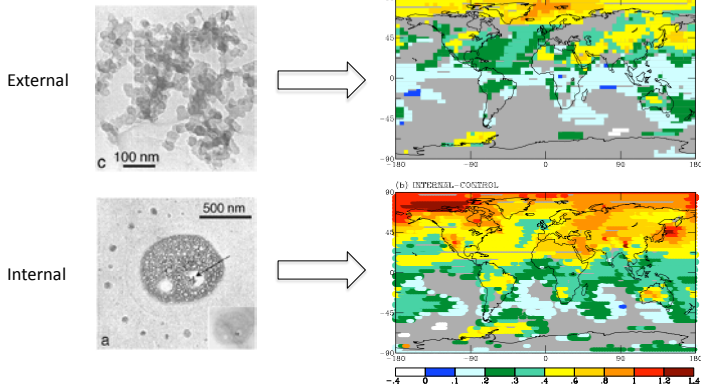 External
c 100 nm
45
0
-45
-90
-180 -90 0 90 180
Internal
500 nm
a
(b) INTERNAL-CONTROL
90
45
0
-45
-90
-180 -90 0 90 180
-.4 0 .1 .2 .3 .4 .5 .6 .8 1 1.2 1.4